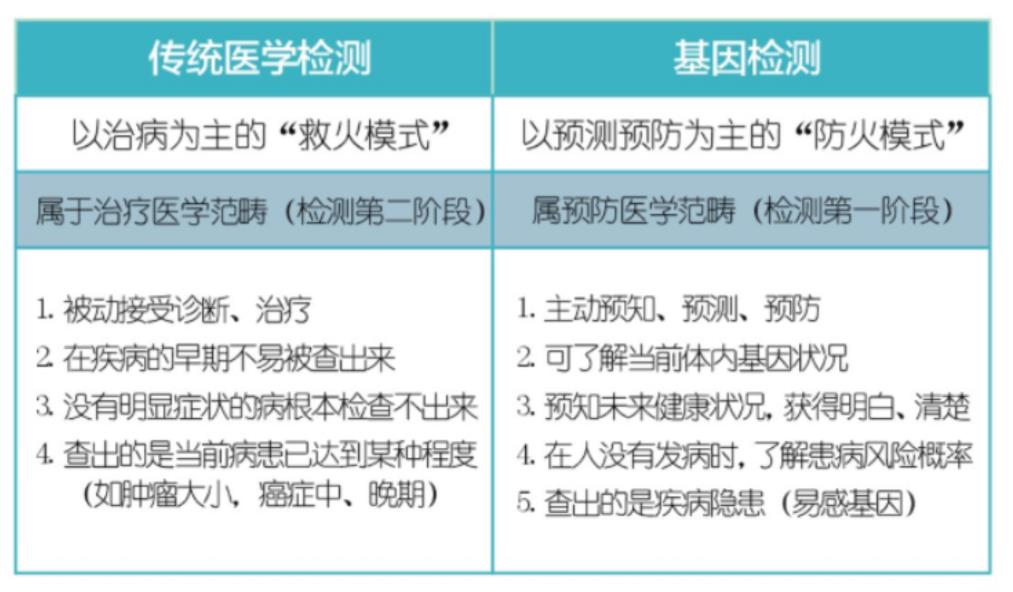 传统医学检测
基因检测
以治病为主的“救火模式”
以预测预防为主的“防火模式”
属于治疗医学范畴（检测第二阶段）
属预防医学范畴（检测第一阶段）
1. 被动接受诊断、治疗
2. 在疾病的早期不易被查出来
3. 没有明显症状的病根本检查不出来
4. 查出的是当前病患已达到某种程度
（如肿瘤大小，癌症中、晚期）
1. 主动预知、预测、预防
2. 可了解当前体内基因状况
3. 预知未来健康状况，获得明白、清楚
4. 在人没有发病时，了解患病风险概率
5. 查出的是疾病隐患（易感基因）